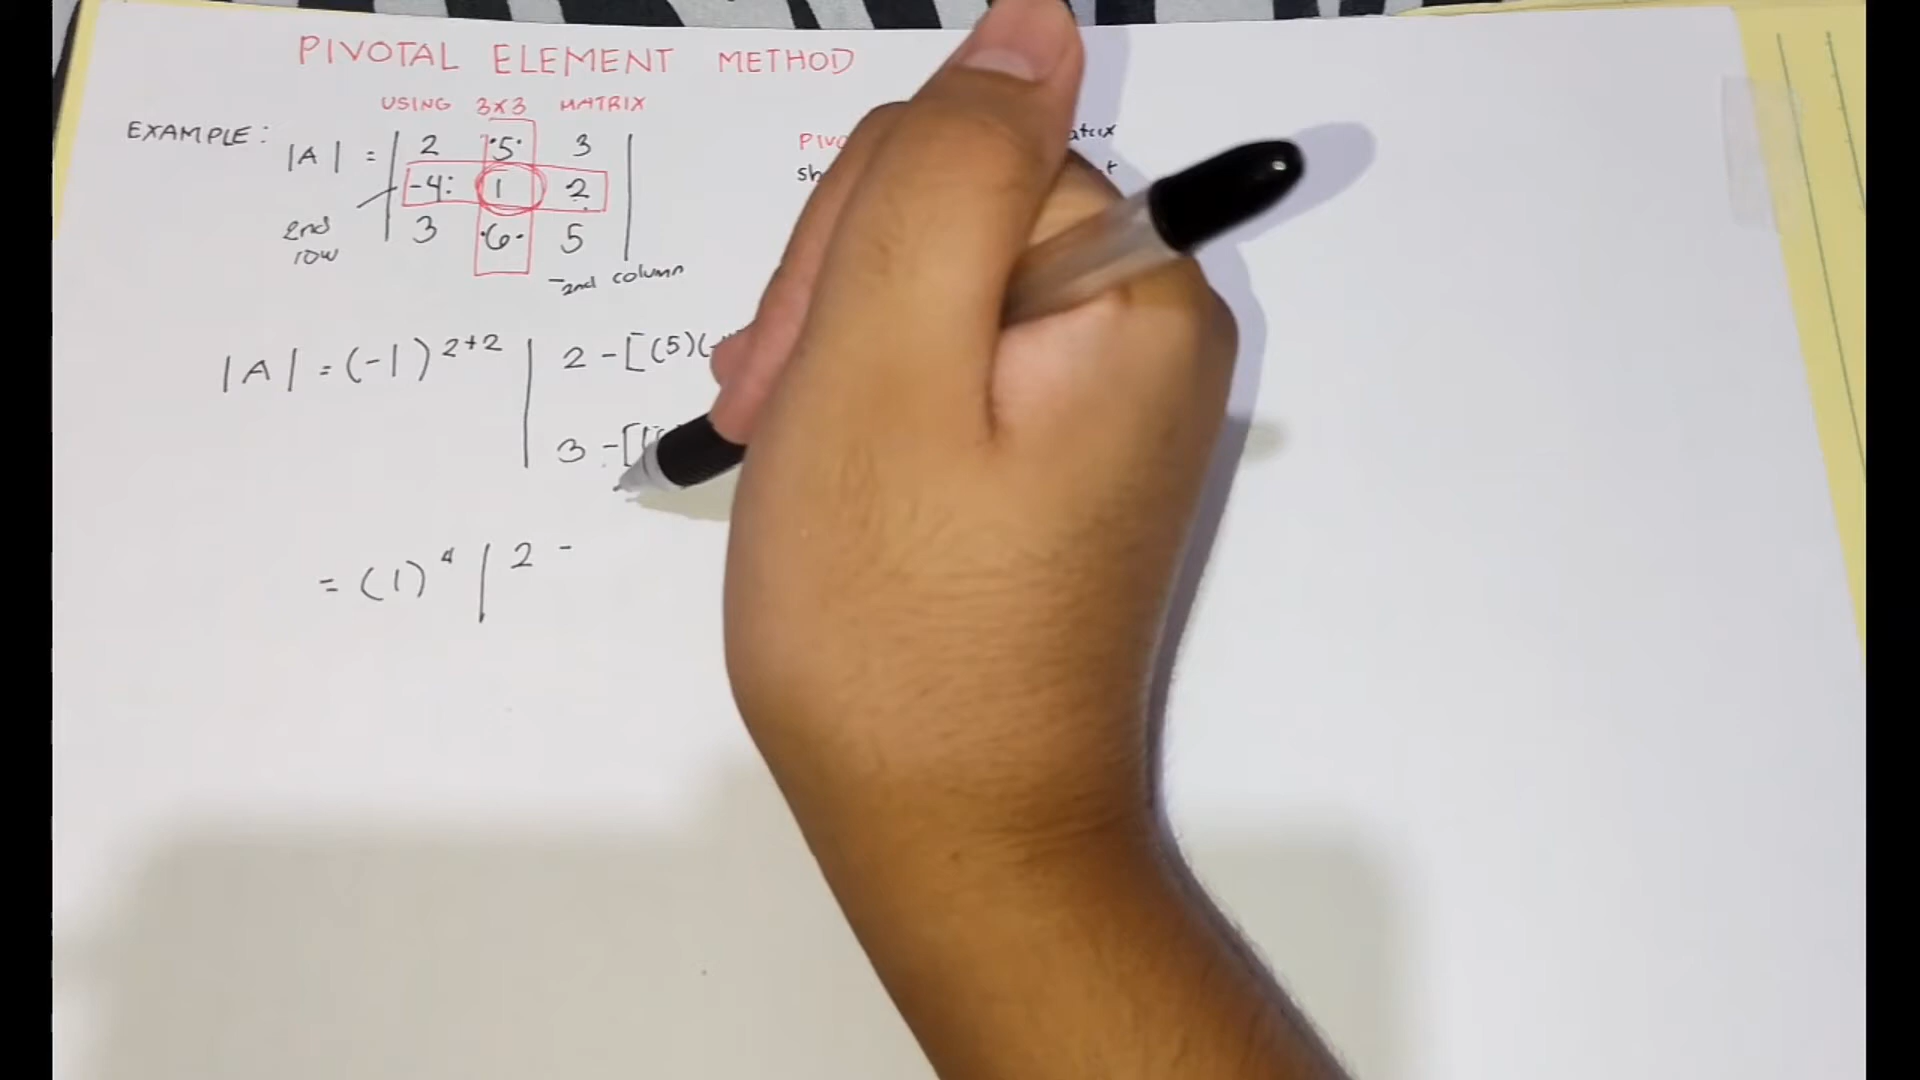 PIVOTAL ELEMENT METHOD
USING 3X3 MATRIX
EXAMPLE:
|A| = | 2 5 3 |
-4 1 2
3 6 5
2nd
row
2nd column
|A| = (-1)^2+2 | 2 - [(5)(
3 - [(
= (1)^4 | 2 -